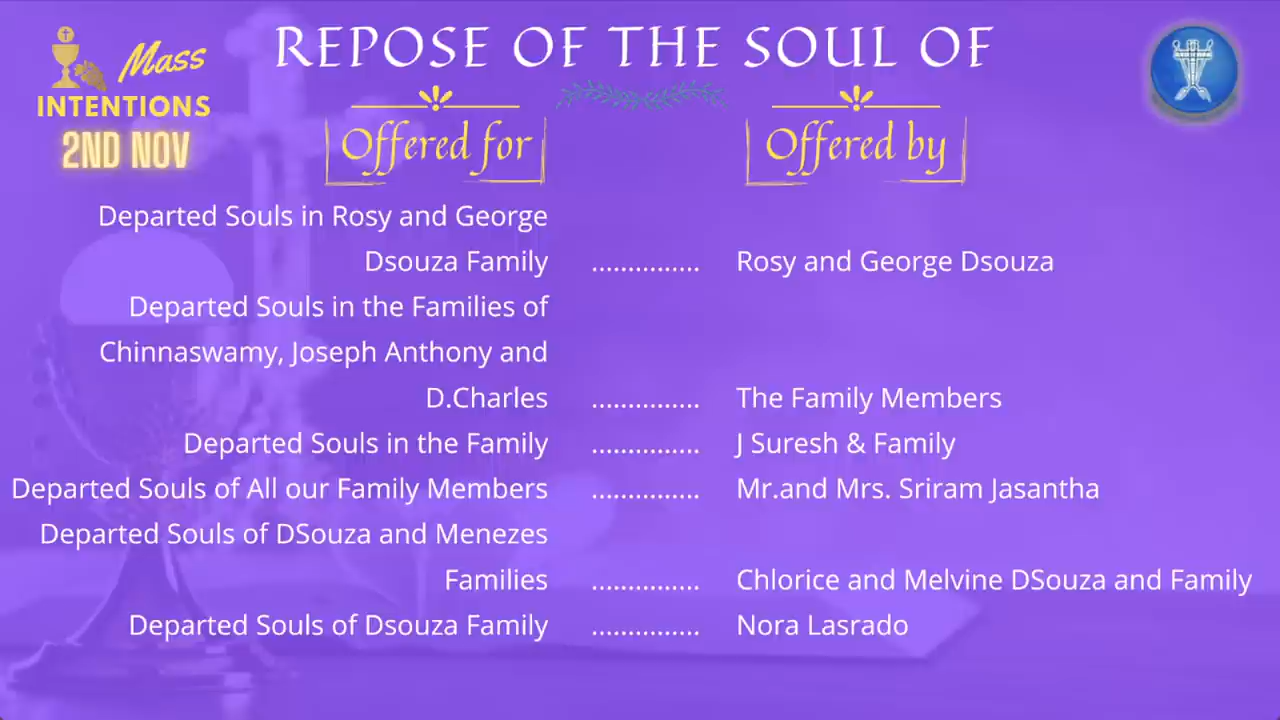 Mass
INTENTIONS
2ND NOV
REPOSE OF THE SOUL OF
Offered for
Offered by
Departed Souls in Rosy and George
Dsouza Family ............... Rosy and George Dsouza
Departed Souls in the Families of
Chinnaswamy, Joseph Anthony and
D.Charles ............... The Family Members
Departed Souls in the Family ............... J Suresh & Family
Departed Souls of All our Family Members ............... Mr.and Mrs. Sriram Jasantha
Departed Souls of DSouza and Menezes
Families ............... Chlorice and Melvine DSouza and Family
Departed Souls of Dsouza Family ............... Nora Lasrado